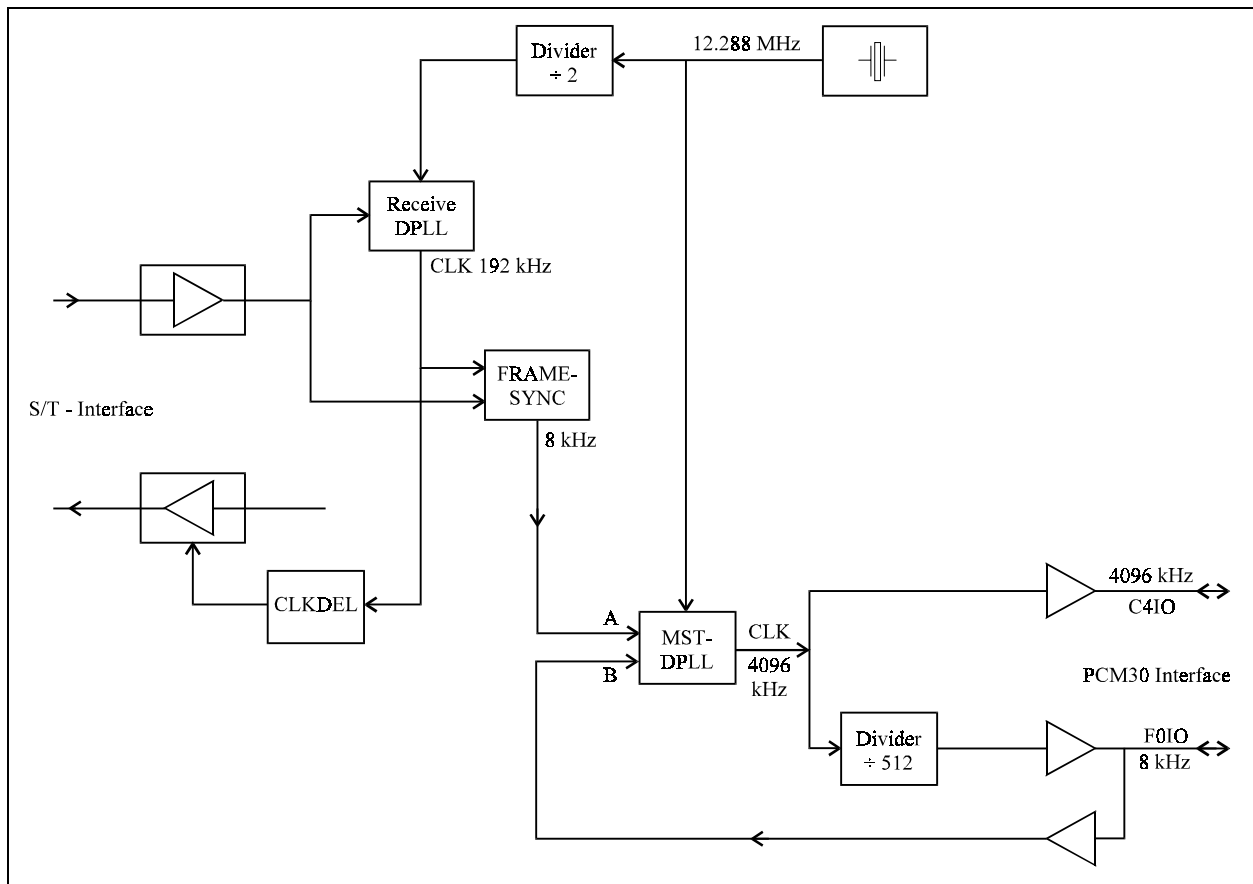 Divider
÷ 2
12.288 MHz
Receive
DPLL
CLK 192 kHz
FRAME-
SYNC
8 kHz
S/T - Interface
CLKDEL
A
B
MST-
DPLL
CLK
4096
kHz
4096 kHz
C4IO
PCM30 Interface
Divider
÷ 512
F0IO
8 kHz